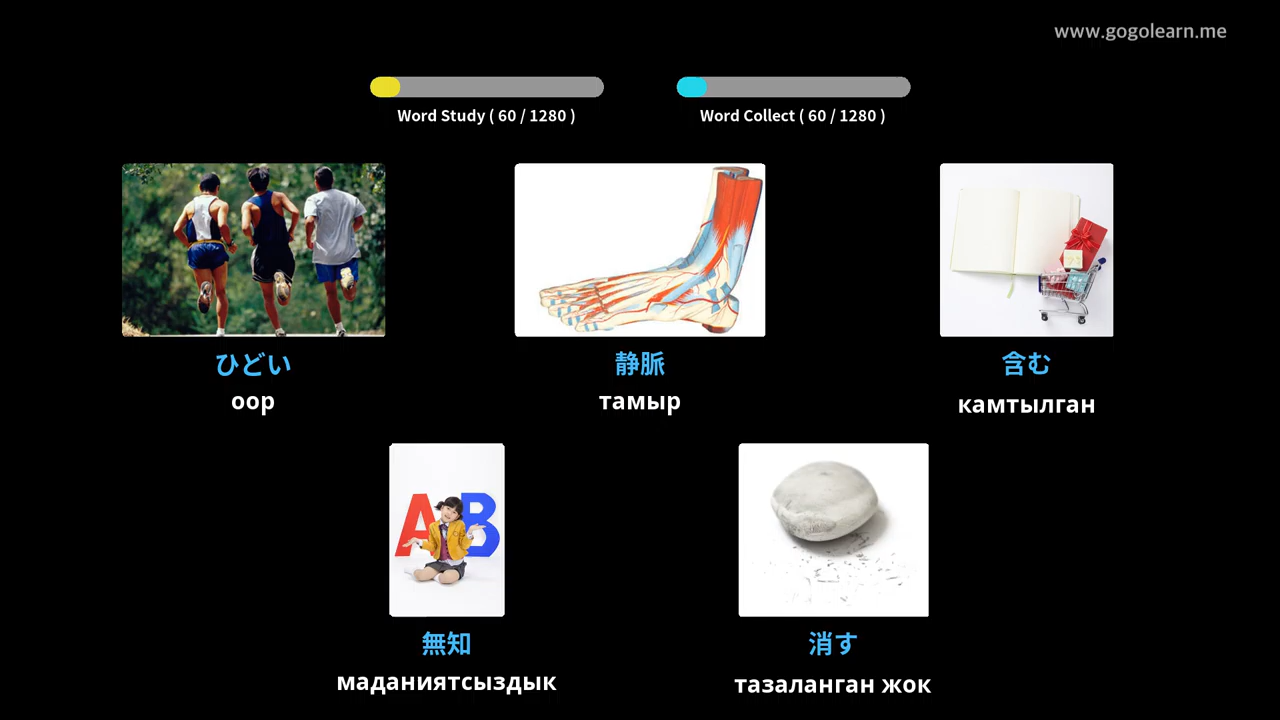 www.gogolearn.me
Word Study ( 60 / 1280 )
Word Collect ( 60 / 1280 )
ひどい
оор
静脈
тамыр
含む
камтылган
無知
маданиятсыздык
消す
тазаланган жок